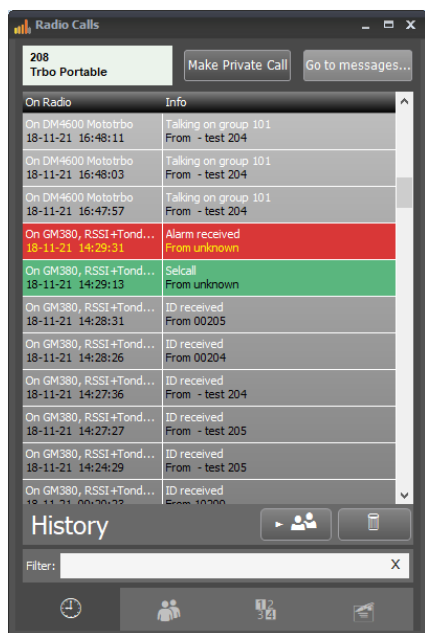 Radio Calls
208
Trbo Portable
Make Private Call
Go to messages...
On Radio Info
On DM4600 Mototrbo Talking on group 101
18-11-21 16:48:11 From - test 204
On DM4600 Mototrbo Talking on group 101
18-11-21 16:48:03 From - test 204
On DM4600 Mototrbo Talking on group 101
18-11-21 16:47:57 From - test 204
On GM380, RSSI+Tond... Alarm received
18-11-21 14:29:31 From unknown
On GM380, RSSI+Tond... Selcall
18-11-21 14:29:13 From unknown
On GM380, RSSI+Tond... ID received
18-11-21 14:28:31 From 00205
On GM380, RSSI+Tond... ID received
18-11-21 14:28:26 From 00204
On GM380, RSSI+Tond... ID received
18-11-21 14:27:36 From - test 204
On GM380, RSSI+Tond... ID received
18-11-21 14:27:27 From - test 205
On GM380, RSSI+Tond... ID received
18-11-21 14:24:29 From - test 205
On GM380, RSSI+Tond... ID received
History
Filter: X
1 2
3 4